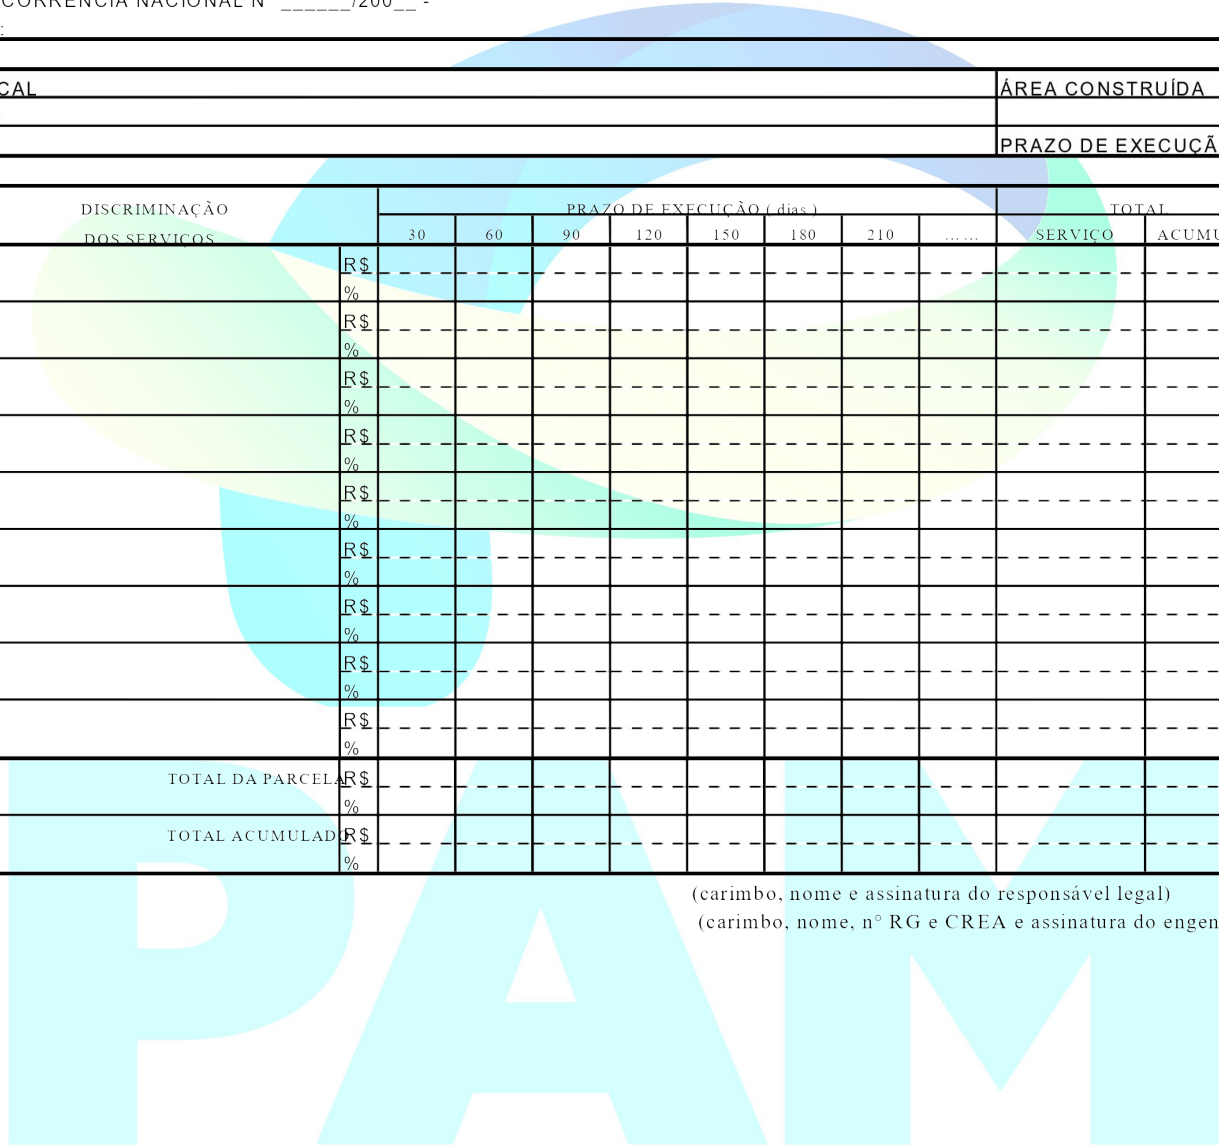 CORRÊNCIA NACIONAL Nº ______/200__ -
:
CAL ÁREA CONSTRUÍDA
PRAZO DE EXECUÇÃ
DISCRIMINAÇÃO PRAZO DE EXECUÇÃO ( dias ) TOTAL
DOS SERVIÇOS 30 60 90 120 150 180 210 …… SERVIÇO ACUMU
R$
%
R$
%
R$
%
R$
%
R$
%
R$
%
R$
%
R$
%
R$
%
TOTAL DA PARCELA R$
%
TOTAL ACUMULADO R$
%
(carimbo, nome e assinatura do responsável legal)
(carimbo, nome, n° RG e CREA e assinatura do engen
PAM